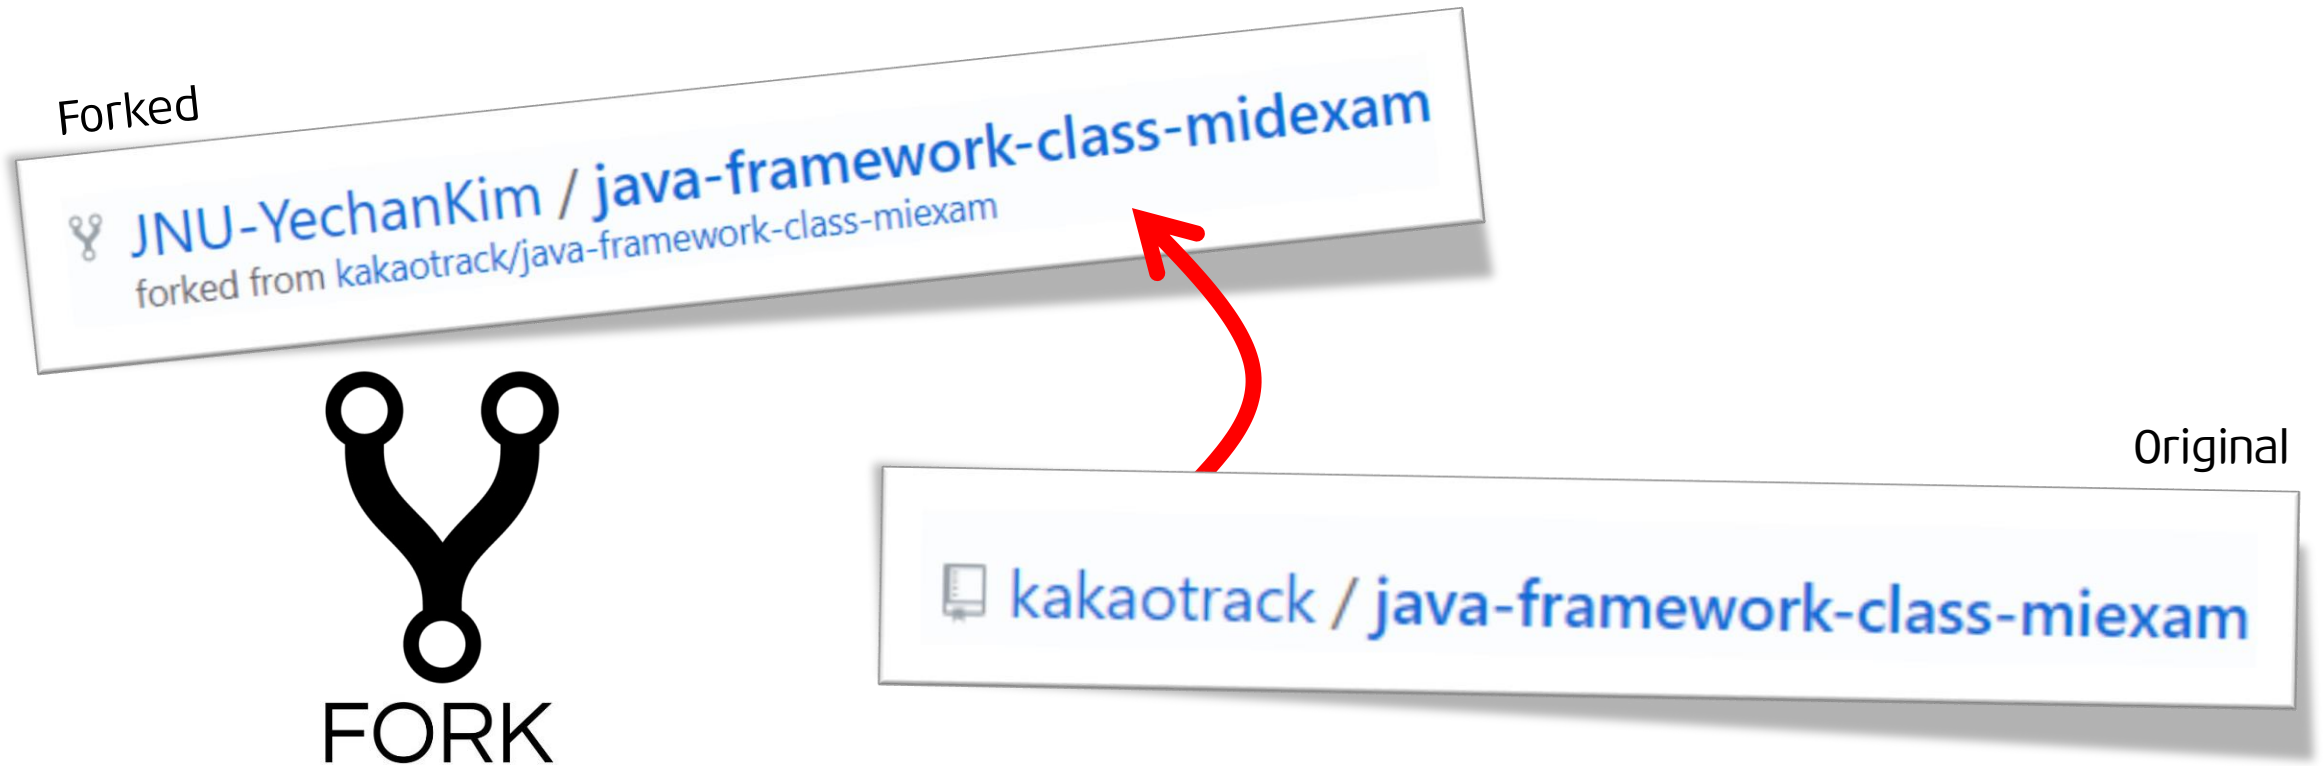 Forked
JNU-YechanKim / java-framework-class-midexam
forked from kakaotrack/java-framework-class-miexam
FORK
Original
kakaotrack / java-framework-class-miexam